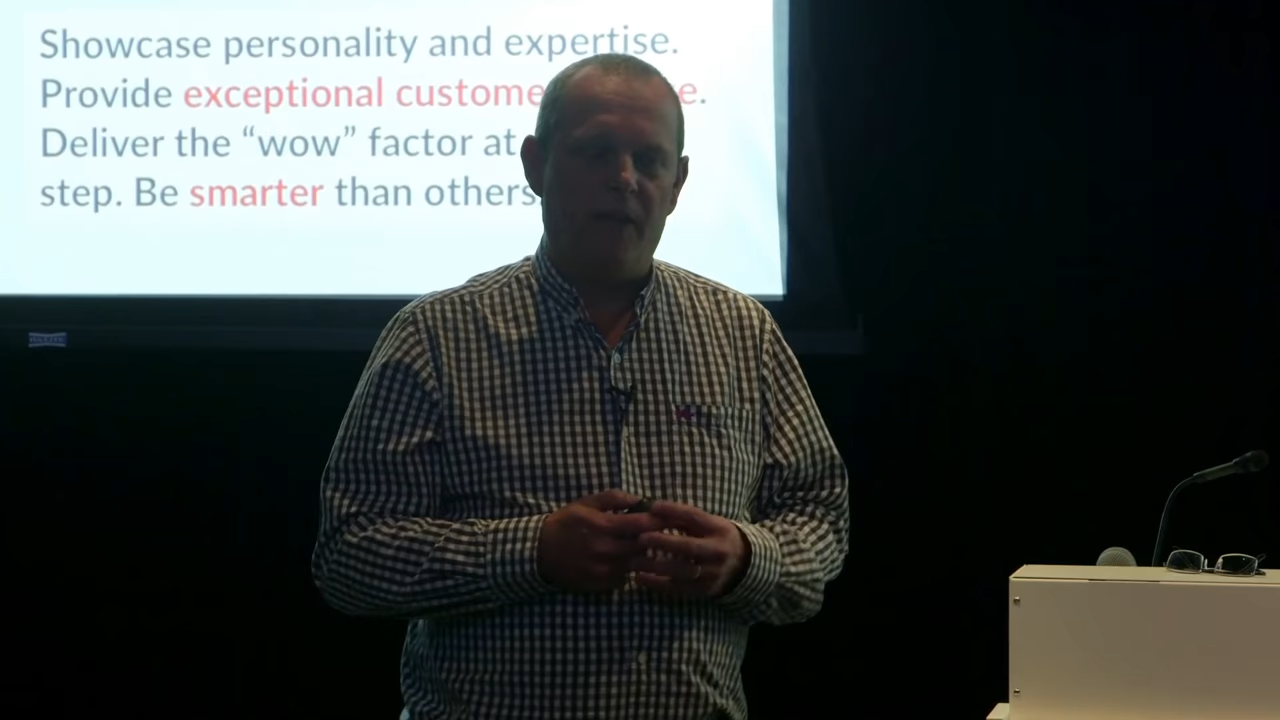 Showcase personality and expertise.
Provide exceptional custome e.
Deliver the “wow” factor at
step. Be smarter than others